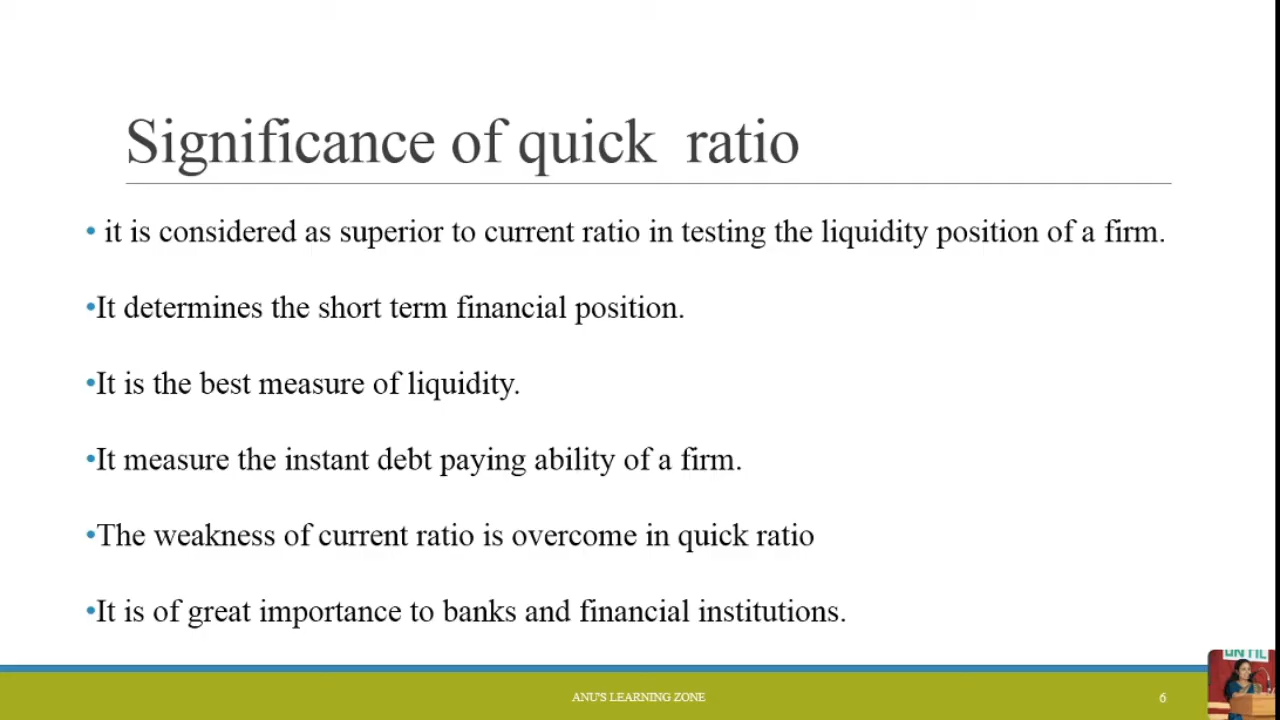 Significance of quick ratio
• it is considered as superior to current ratio in testing the liquidity position of a firm.
•It determines the short term financial position.
•It is the best measure of liquidity.
•It measure the instant debt paying ability of a firm.
•The weakness of current ratio is overcome in quick ratio
•It is of great importance to banks and financial institutions.
ANU'S LEARNING ZONE
6